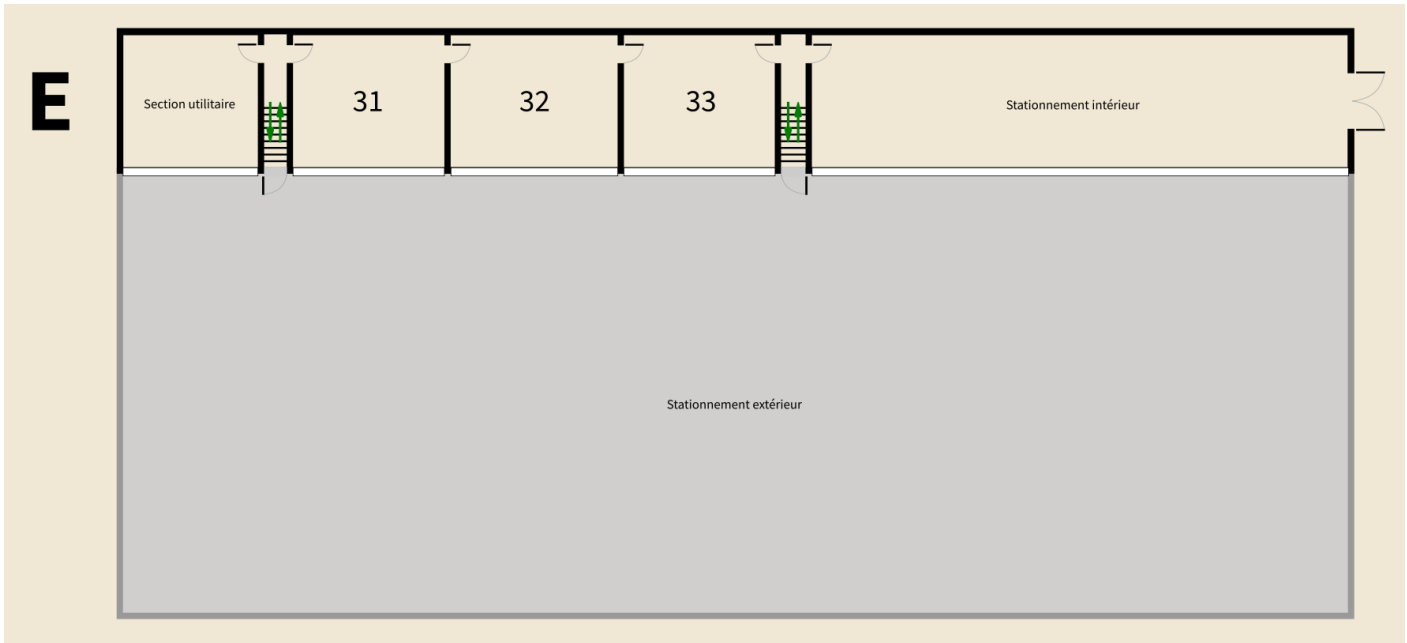 E
Section utilitaire
31
32
33
Stationnement intérieur
Stationnement extérieur